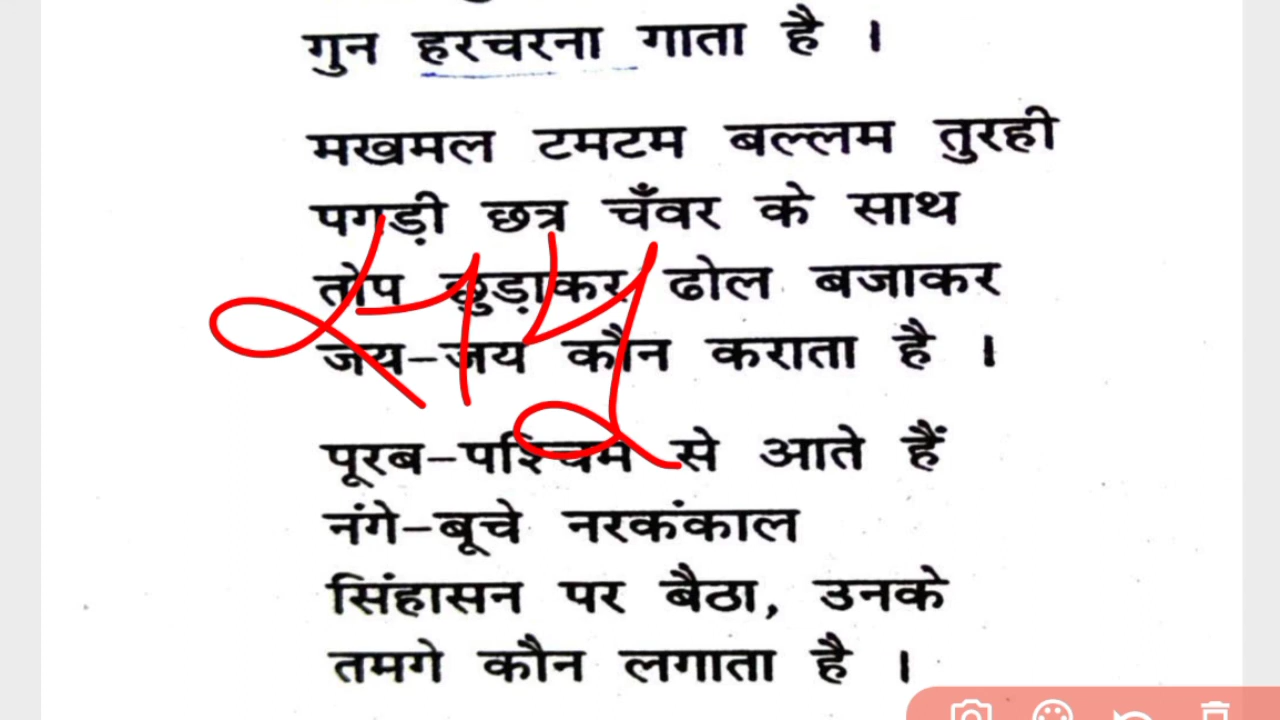 गुन हरचरना गाता है ।
मखमल टमटम बल्लम तुरही
पगड़ी छत्र चँवर के साथ
तोप छुड़ाकर ढोल बजाकर
जय-जय कौन कराता है ।
पूरब-पश्चिम से आते हैं
नंगे-बूचे नरकंकाल
सिंहासन पर बैठा, उनके
तमगे कौन लगाता है ।